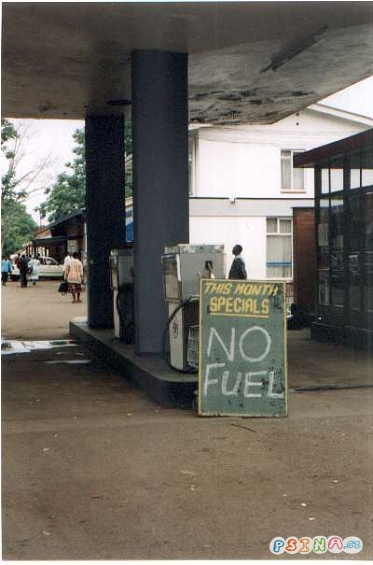 THIS MONTH
SPECIALS
NO
FUEL
PSINA.CZ